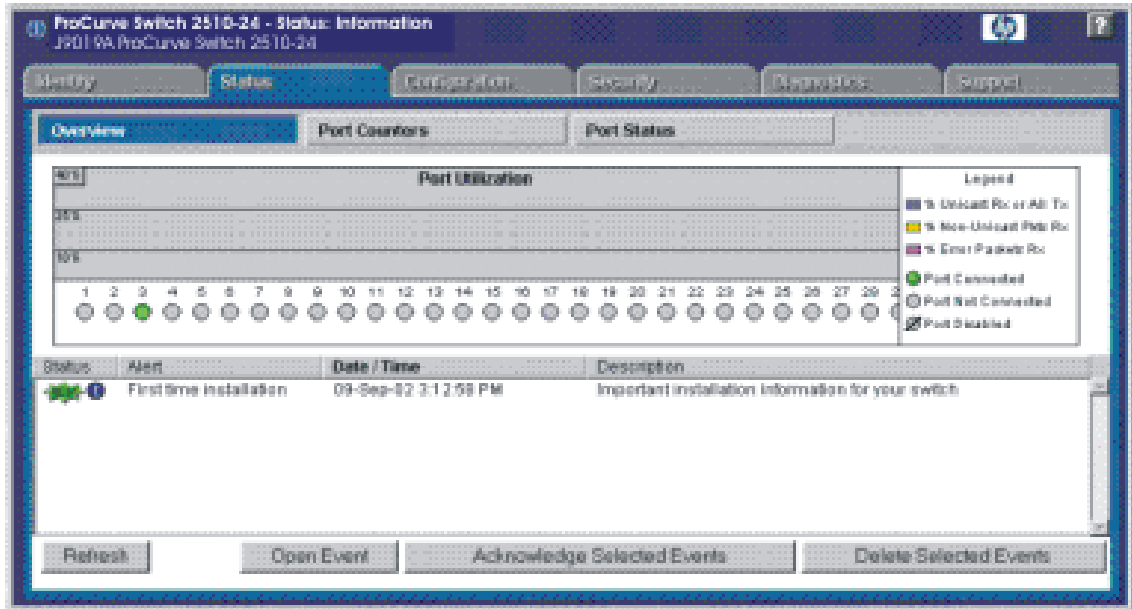 ProCurve Switch 2510-24 - Status: Information
J9019A ProCurve Switch 2510-24
hp
?
Identity Status Configuration Security Diagnostics Support
Overview Port Counters Port Status
40%
Port Utilization
25%
10%
1 2 3 4 5 6 7 8 9 10 11 12 13 14 15 16 17 18 19 20 21 22 23 24 25 26 27 28
Legend
% Unicast Rx or All Tx
% Non-Unicast Pkts Rx
% Error Packets Rx
Port Connected
Port Not Connected
Port Disabled
Status Alert Date / Time Description
First time installation 09-Sep-02 3:12:58 PM Important installation information for your switch
Refresh Open Event Acknowledge Selected Events Delete Selected Events